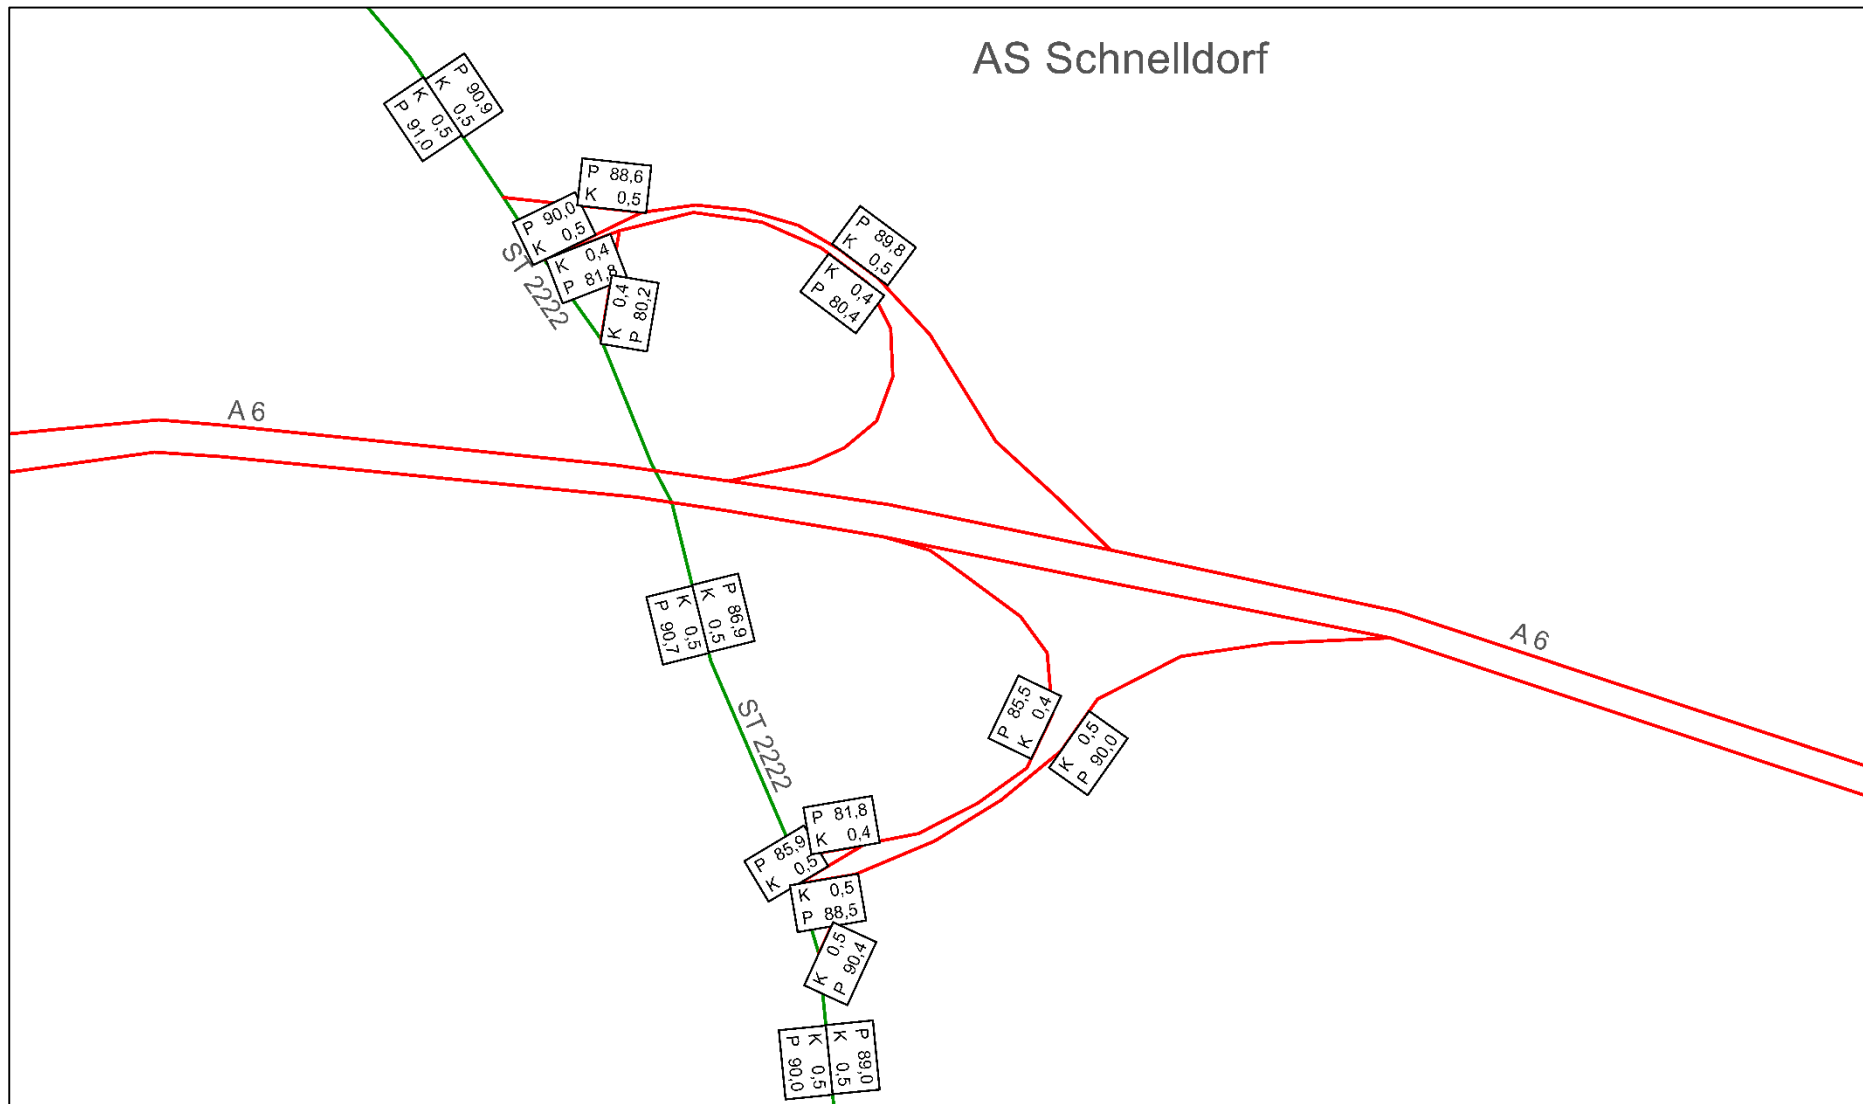 AS Schnelldorf
P 90,9
K 0,5
K 0,5
P 91,0
P 88,6
K 0,5
P 90,0
K 0,5
K 0,4
P 81,8
K 0,4
P 80,2
ST 2222
P 89,8
K 0,5
K 0,4
P 80,4
A 6
P 86,9
K 0,5
K 0,5
P 90,7
A 6
ST 2222
P 85,5
K 0,4
K 0,5
P 90,0
P 81,8
K 0,4
P 85,9
K 0,5
K 0,5
P 88,5
K 0,5
P 90,4
P 89,0
K 0,5
K 0,5
P 90,0